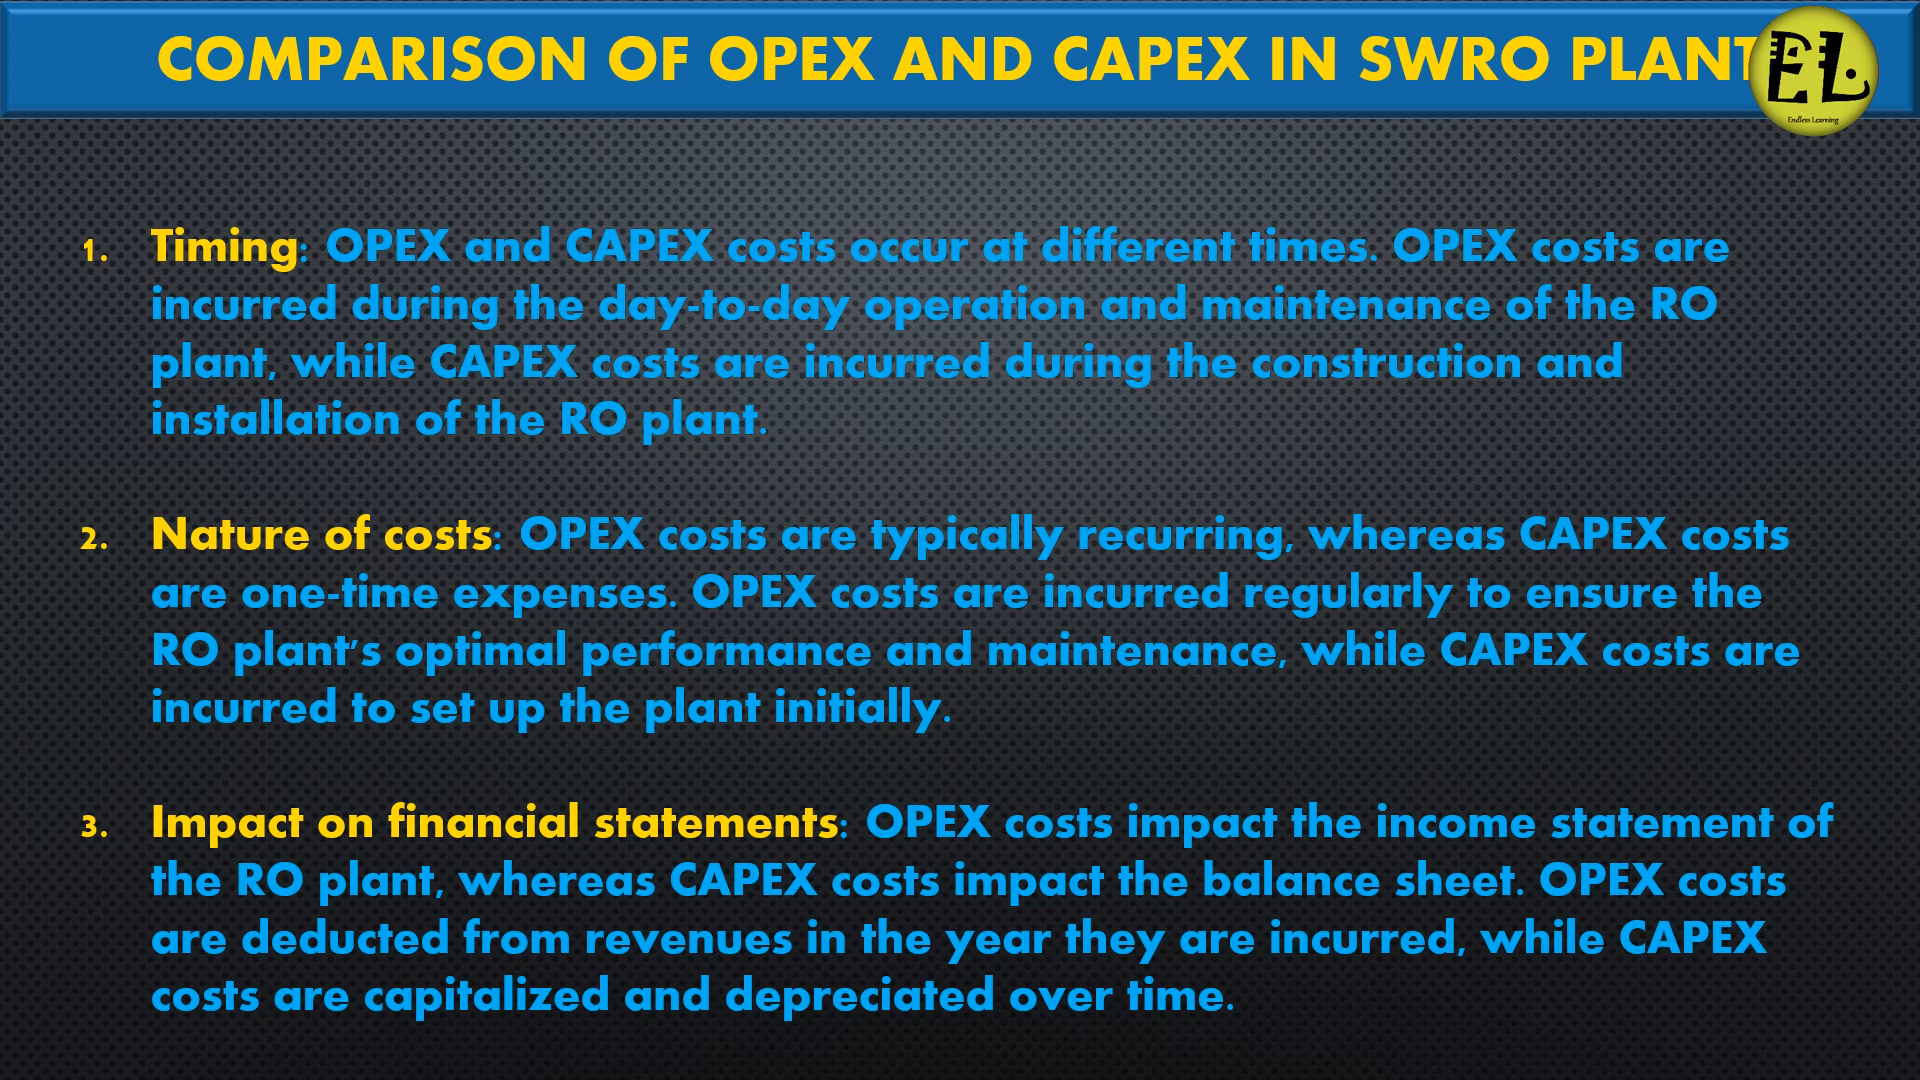 COMPARISON OF OPEX AND CAPEX IN SWRO PLANT
EL
Endless Learning
1. Timing: OPEX and CAPEX costs occur at different times. OPEX costs are
incurred during the day-to-day operation and maintenance of the RO
plant, while CAPEX costs are incurred during the construction and
installation of the RO plant.
2. Nature of costs: OPEX costs are typically recurring, whereas CAPEX costs
are one-time expenses. OPEX costs are incurred regularly to ensure the
RO plant's optimal performance and maintenance, while CAPEX costs are
incurred to set up the plant initially.
3. Impact on financial statements: OPEX costs impact the income statement of
the RO plant, whereas CAPEX costs impact the balance sheet. OPEX costs
are deducted from revenues in the year they are incurred, while CAPEX
costs are capitalized and depreciated over time.